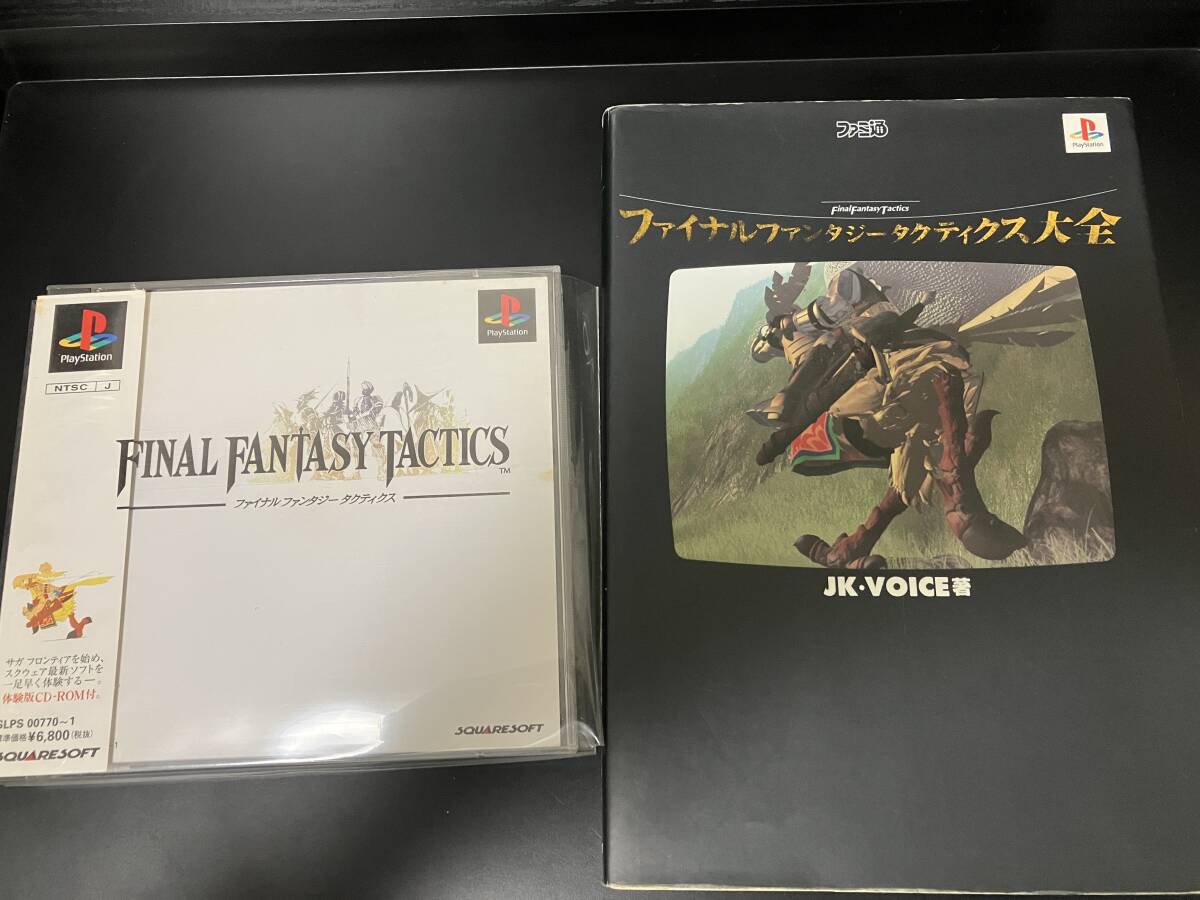 PlayStation
NTSC J
PlayStation
FINAL FANTASY TACTICS
TM
ファイナルファンタジー タクティクス
サガ フロンティアを始め、
スクウェア最新ソフトを
一足早く体験する―。
体験版CD-ROM付。
SLPS 00770~1
標準価格¥6,800(税抜)
SQUARESOFT
1
SQUARESOFT
ファミ通
PlayStation
FinalFantasyTactics
ファイナルファンタジータクティクス大全
JK・VOICE著